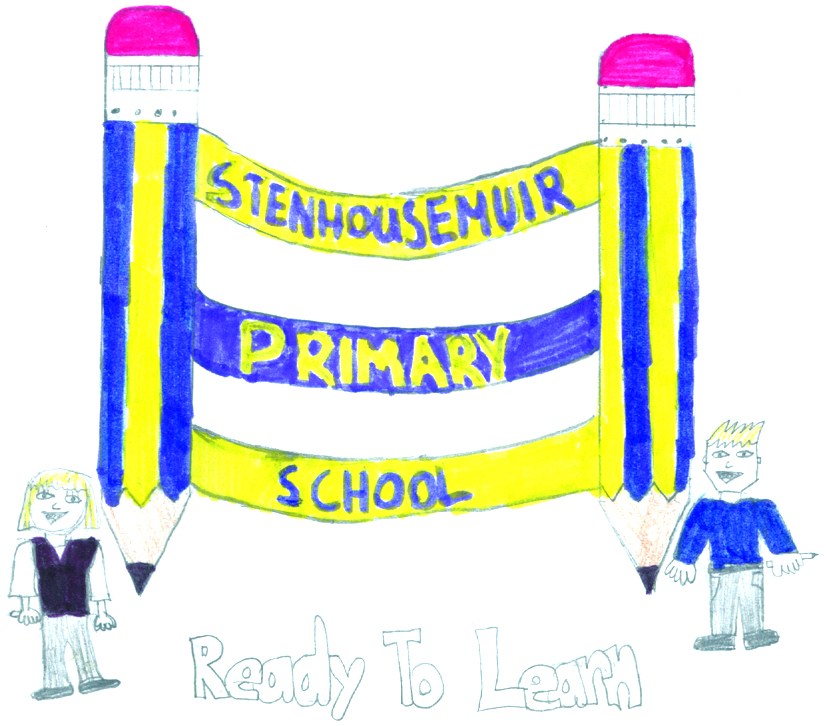 STENHOUSEMUIR
PRIMARY
SCHOOL
Ready To Learn